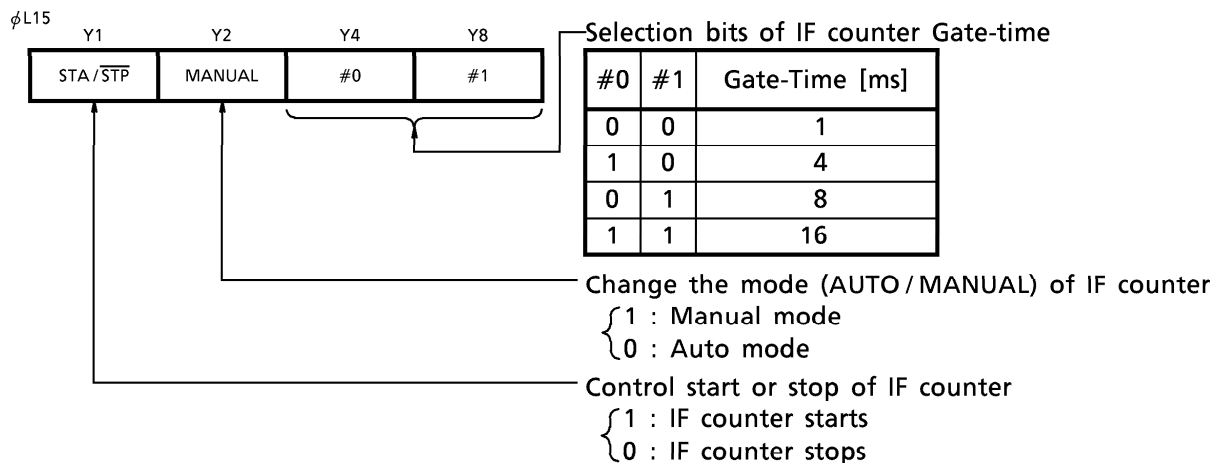 φL15
Y1 Y2 Y4 Y8
STA/S̅T̅P̅ MANUAL #0 #1
Selection bits of IF counter Gate-time
#0 #1 Gate-Time [ms]
0 0 1
1 0 4
0 1 8
1 1 16
Change the mode (AUTO/MANUAL) of IF counter
1 : Manual mode
0 : Auto mode
Control start or stop of IF counter
1 : IF counter starts
0 : IF counter stops